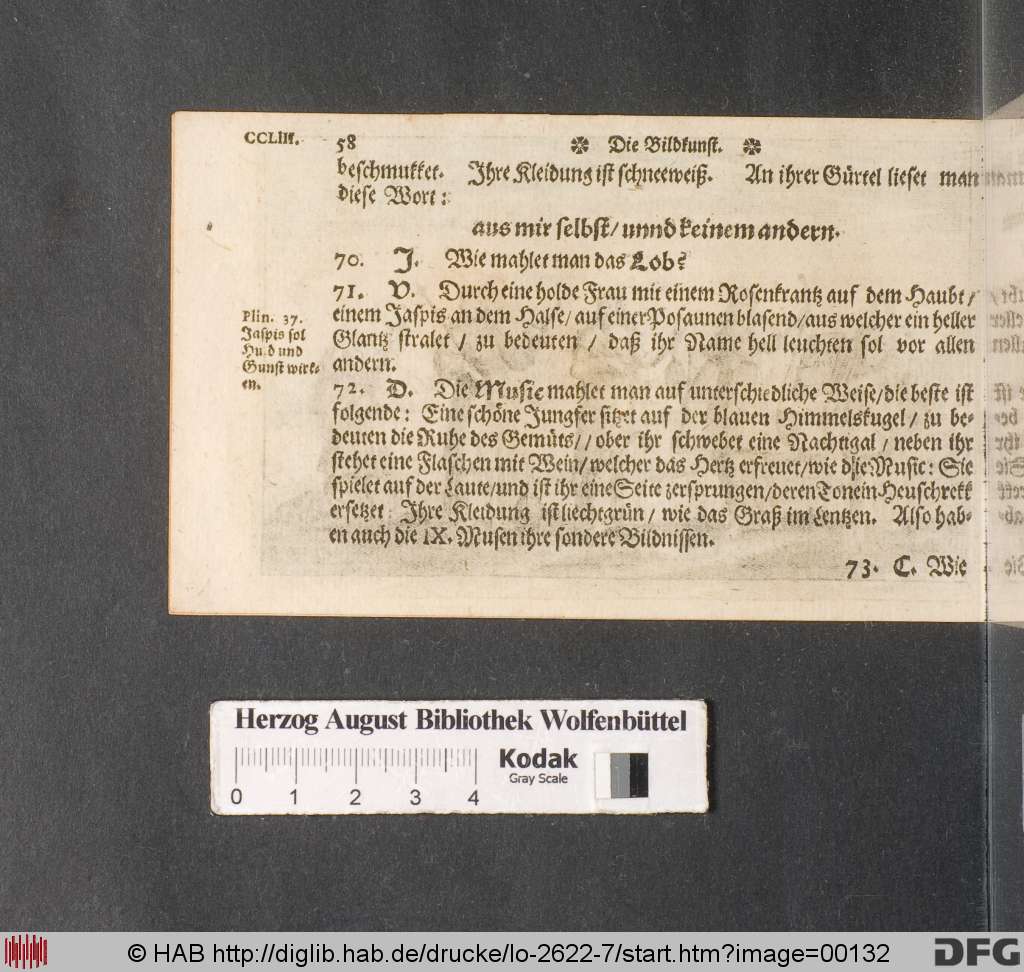 CCLIII.
58 Die Bildkunst.
beschmukket. Ihre Kleidung ist schneeweiß. An ihrer Gürtel lieset man
diese Wort:
aus mir selbst/ unnd keinem andern.
70. J. Wie mahlet man das Lob?
71. V. Durch eine holde Frau mit einem Rosenkrantz auf dem Haubt/
einem Jaspis an dem Halse/ auf einer Posaunen blasend/ aus welcher ein heller
Glantz stralet / zu bedeuten / daß ihr Name hell leuchten sol vor allen
andern.
Plin. 37.
Jaspis sol
Huld und
Gunst wirk-
en.
72. D. Die Music mahlet man auf unterschiedliche Weise/ die beste ist
folgende: Eine schöne Jungfer sitzet auf der blauen Himmelskugel / zu be-
deuten die Ruhe des Gemüts/ / ober ihr schwebet eine Nachtigal / neben ihr
stehet eine Flaschen mit Wein/ welcher das Hertz erfreuet/ wie die Music: Sie
spielet auf der Laute/ und ist ihr eine Seite zersprungen/ deren Ton ein Heuschrekk
ersetzet: Ihre Kleidung ist liechtgrün / wie das Graß im Lentzen. Also hab-
en auch die IX. Musen ihre sondere Bildnissen.
73. C. Wie
Herzog August Bibliothek Wolfenbüttel
Kodak
Gray Scale
0 1 2 3 4
© HAB http://diglib.hab.de/drucke/lo-2622-7/start.htm?image=00132
DFG